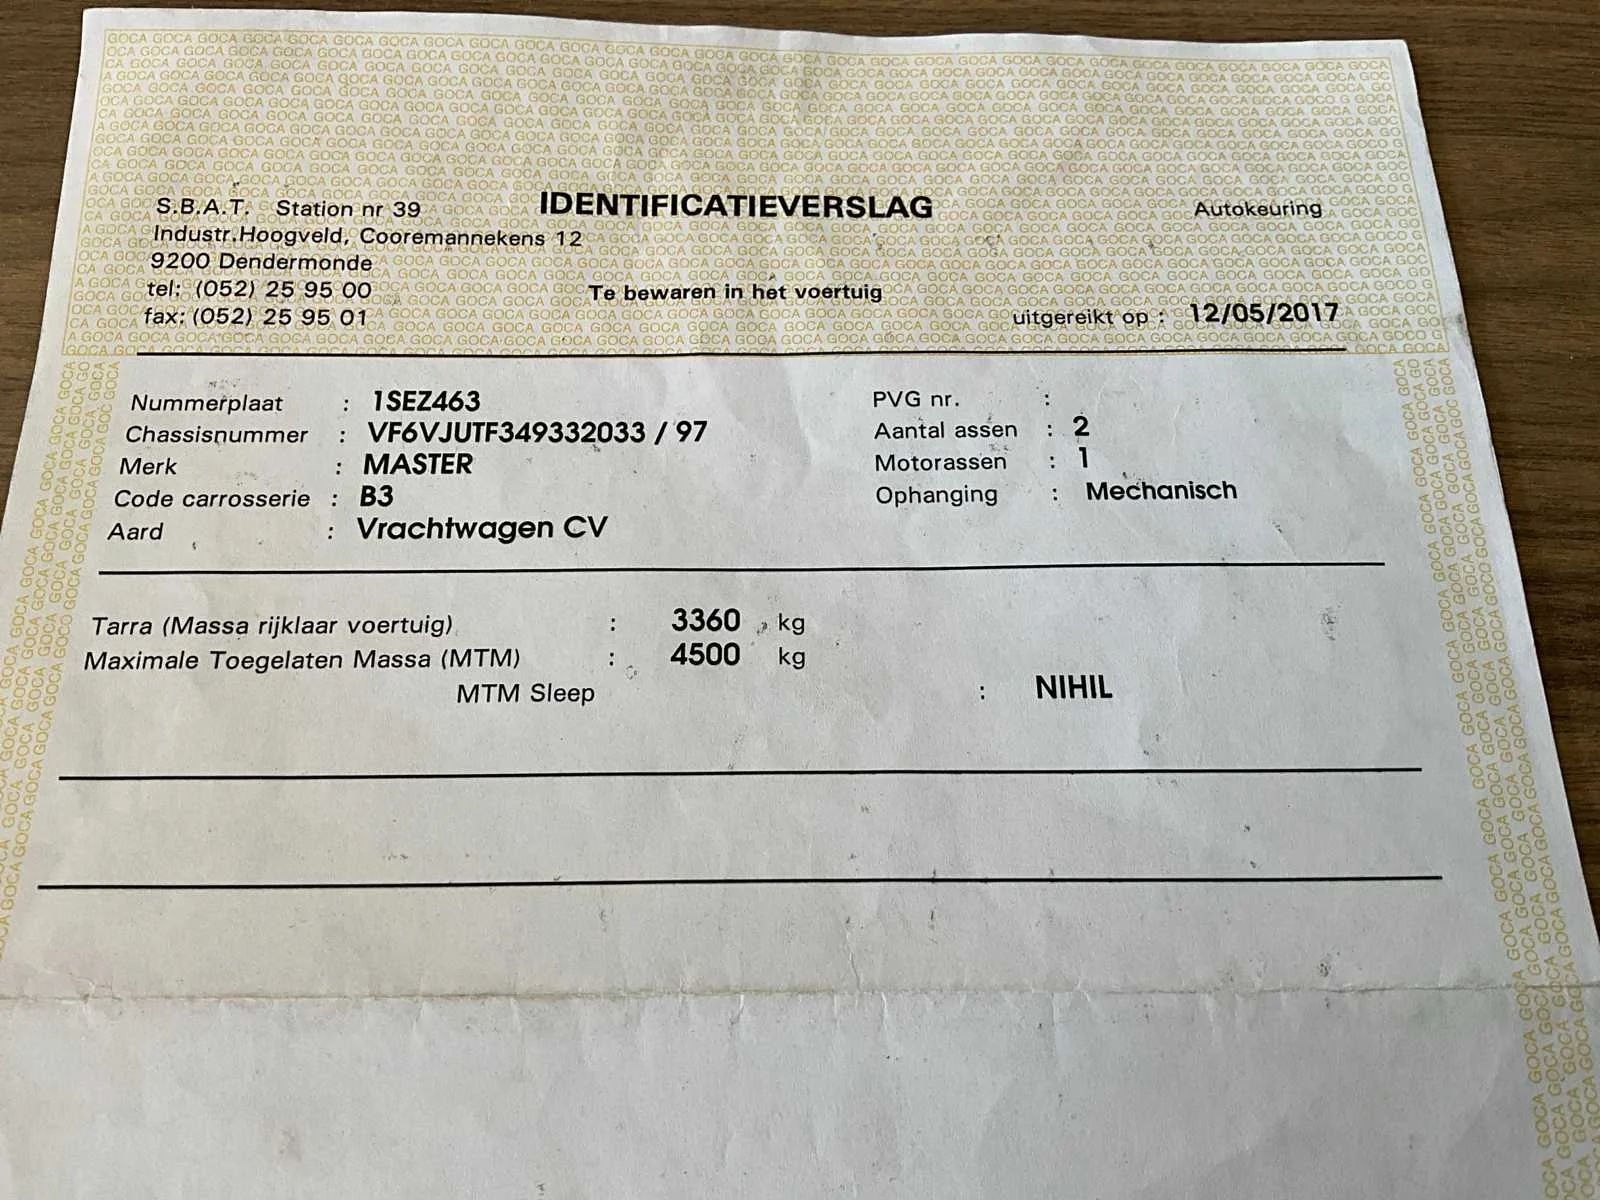 S.B.A.T. Station nr 39
IDENTIFICATIEVERSLAG
Autokeuring
Industr.Hoogveld, Cooremannekens 12
9200 Dendermonde
tel: (052) 25 95 00
Te bewaren in het voertuig
fax: (052) 25 95 01
uitgereikt op : 12/05/2017
Nummerplaat : 1SEZ463
PVG nr. :
Chassisnummer : VF6VJUTF349332033 / 97
Aantal assen : 2
Merk : MASTER
Motorassen : 1
Code carrosserie : B3
Ophanging : Mechanisch
Aard : Vrachtwagen CV
Tarra (Massa rijklaar voertuig) : 3360 kg
Maximale Toegelaten Massa (MTM) : 4500 kg
MTM Sleep : NIHIL